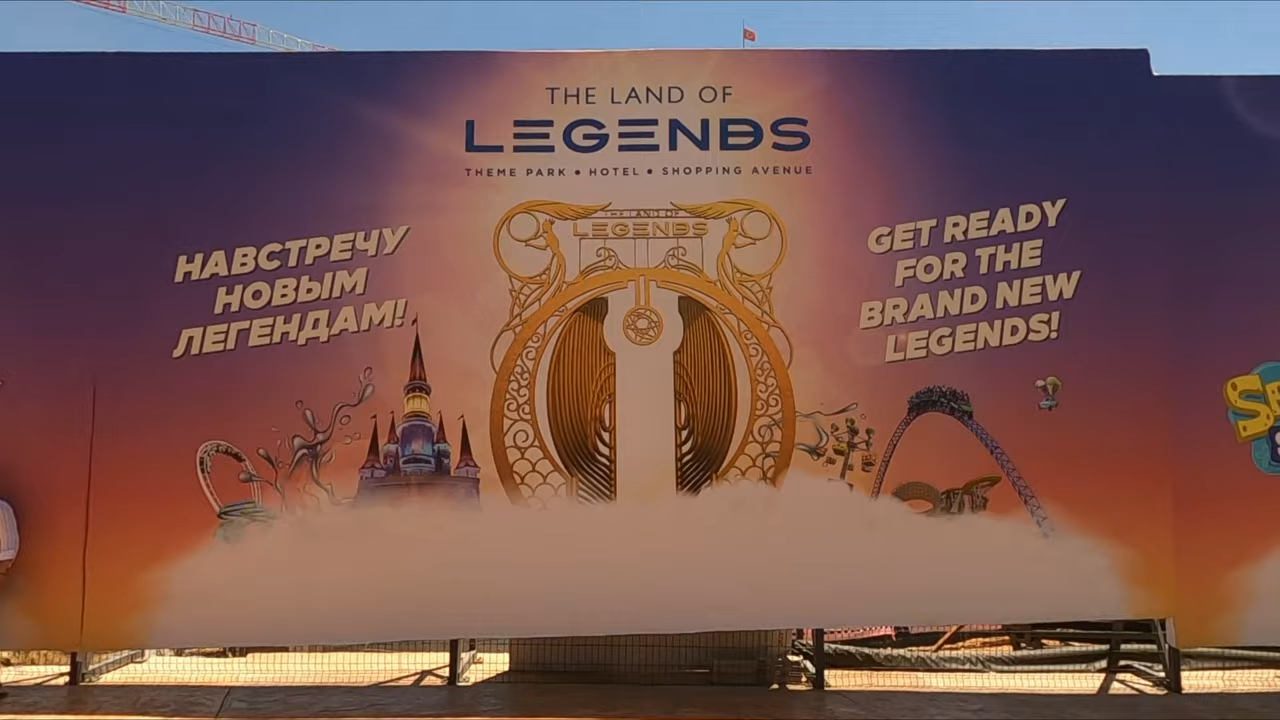 THE LAND OF
LEGENDS
THEME PARK • HOTEL • SHOPPING AVENUE
THE LAND OF
LEGENDS
НАВСТРЕЧУ
НОВЫМ
ЛЕГЕНДАМ!
GET READY
FOR THE
BRAND NEW
LEGENDS!